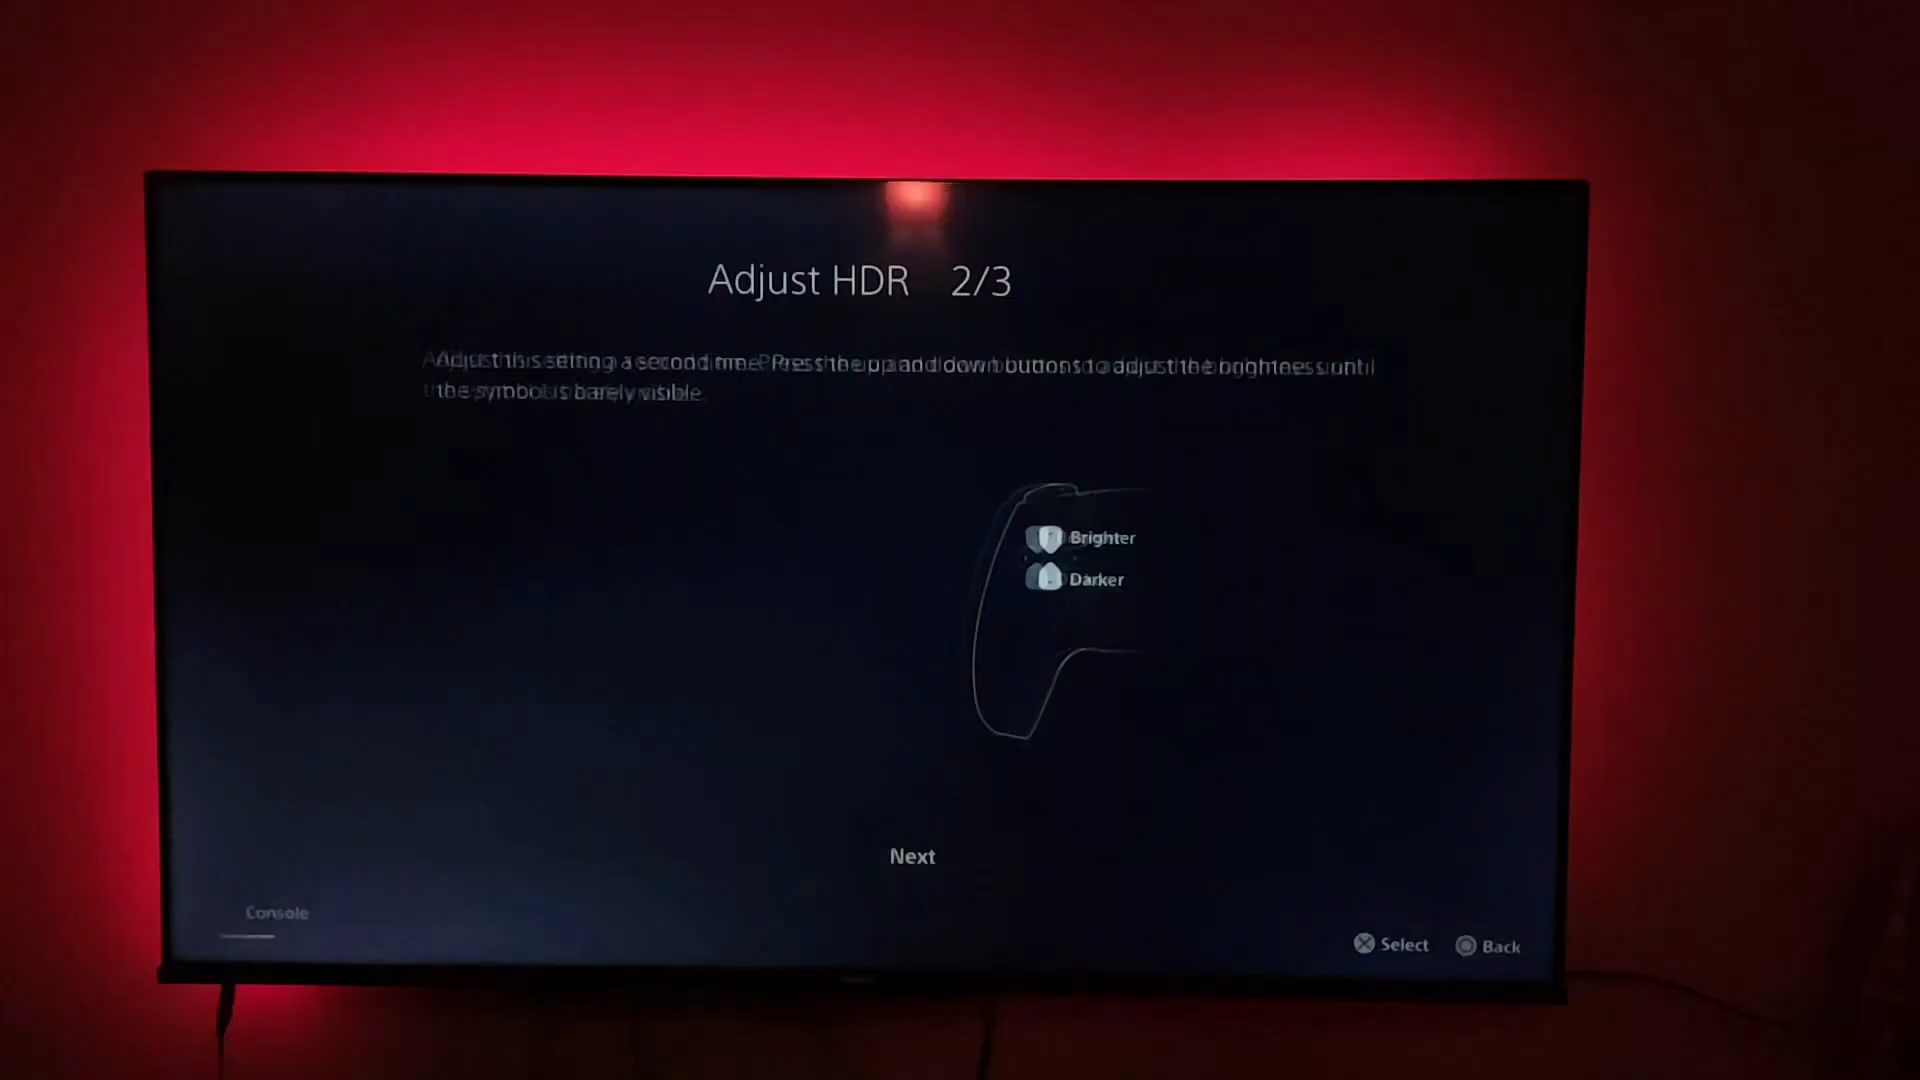 Adjust HDR 2/3
Adjust this setting a second time. Press the up and down buttons to adjust the brightness until
the symbol is barely visible.
Brighter
Darker
Next
Console
Select Back